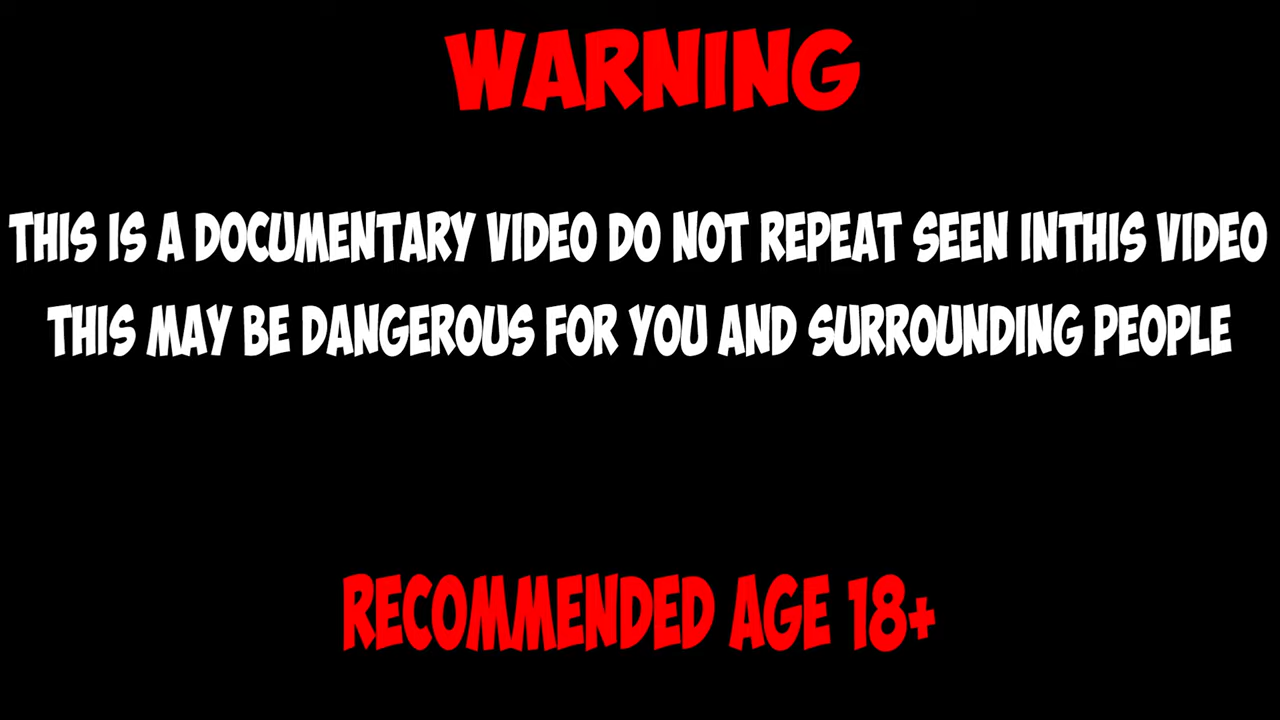 WARNING
THIS IS A DOCUMENTARY VIDEO DO NOT REPEAT SEEN INTHIS VIDEO
THIS MAY BE DANGEROUS FOR YOU AND SURROUNDING PEOPLE
RECOMMENDED AGE 18+